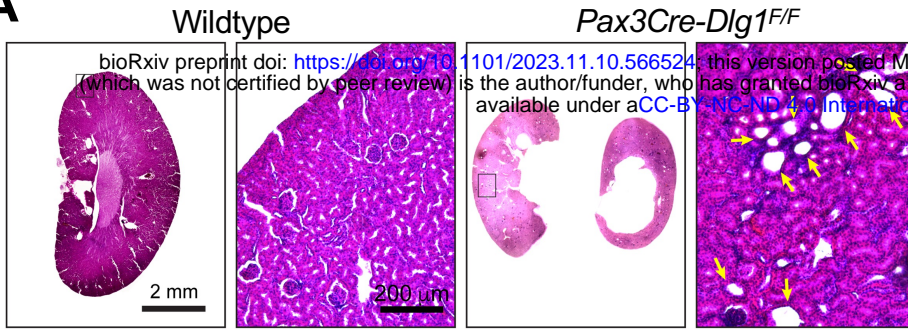 A
Wildtype
Pax3Cre-Dlg1F/F
bioRxiv preprint doi: https://doi.org/10.1101/2023.11.10.566524; this version posted M
(which was not certified by peer review) is the author/funder, who has granted bioRxiv a
available under aCC-BY-NC-ND 4.0 Internatio
2 mm
200 µm